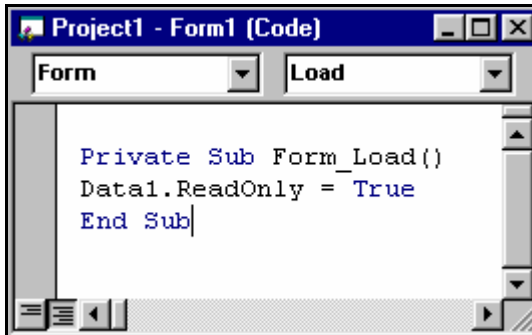 Project1 - Form1 (Code)
Form Load
Private Sub Form_Load()
Data1.ReadOnly = True
End Sub